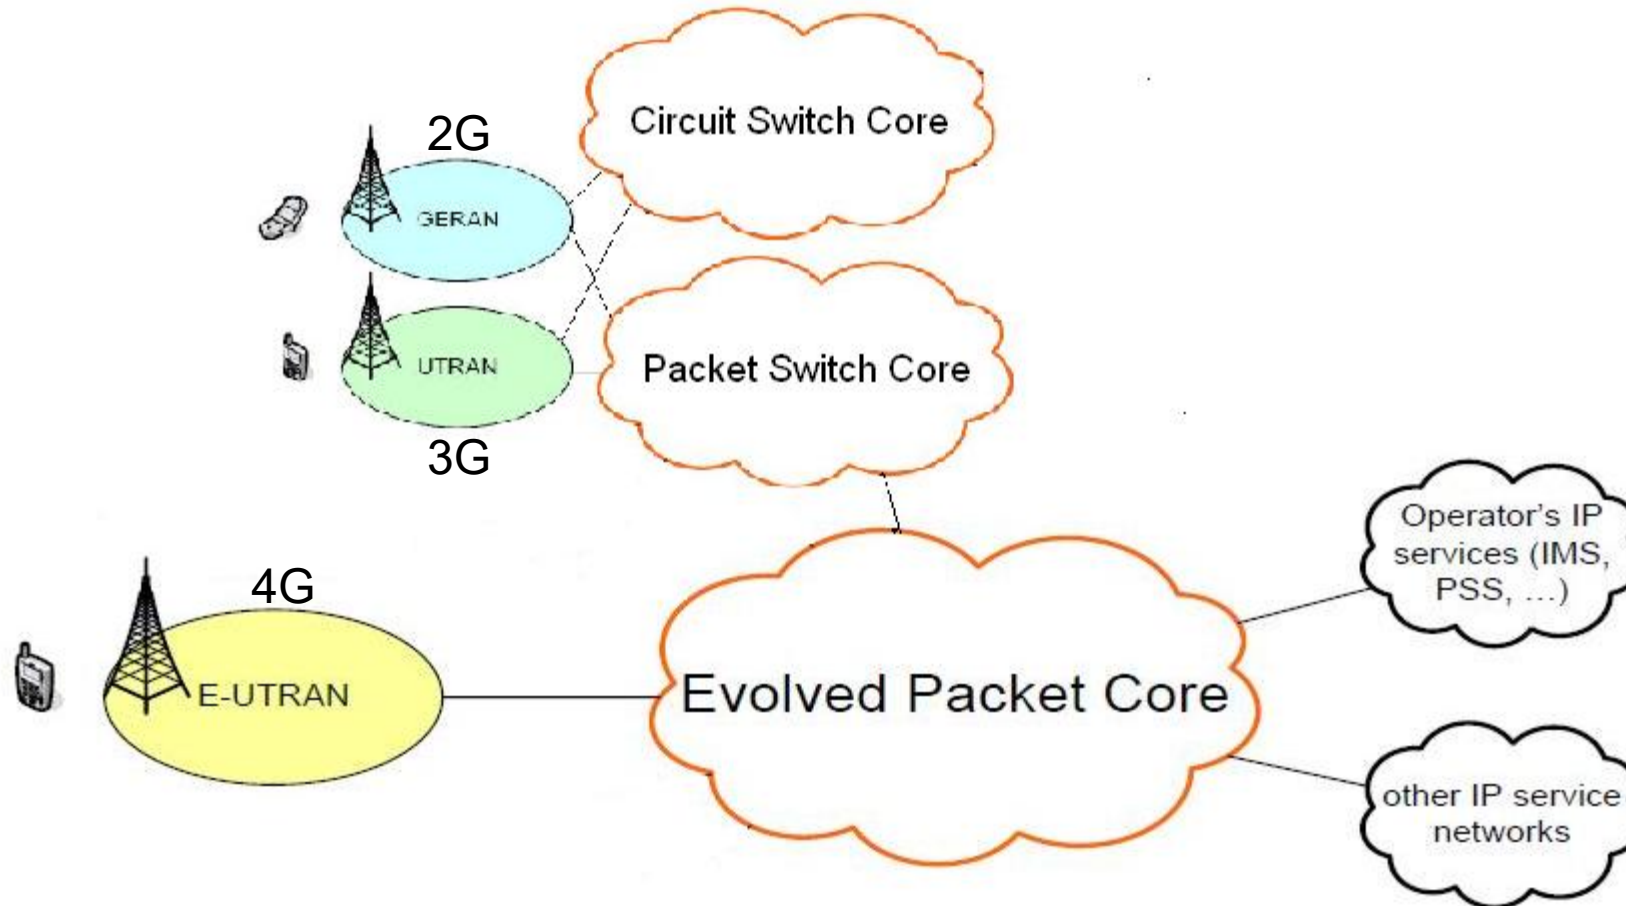 2G
Circuit Switch Core
GERAN
UTRAN
Packet Switch Core
3G
4G
E-UTRAN
Evolved Packet Core
Operator's IP
services (IMS,
PSS, ...)
other IP service
networks